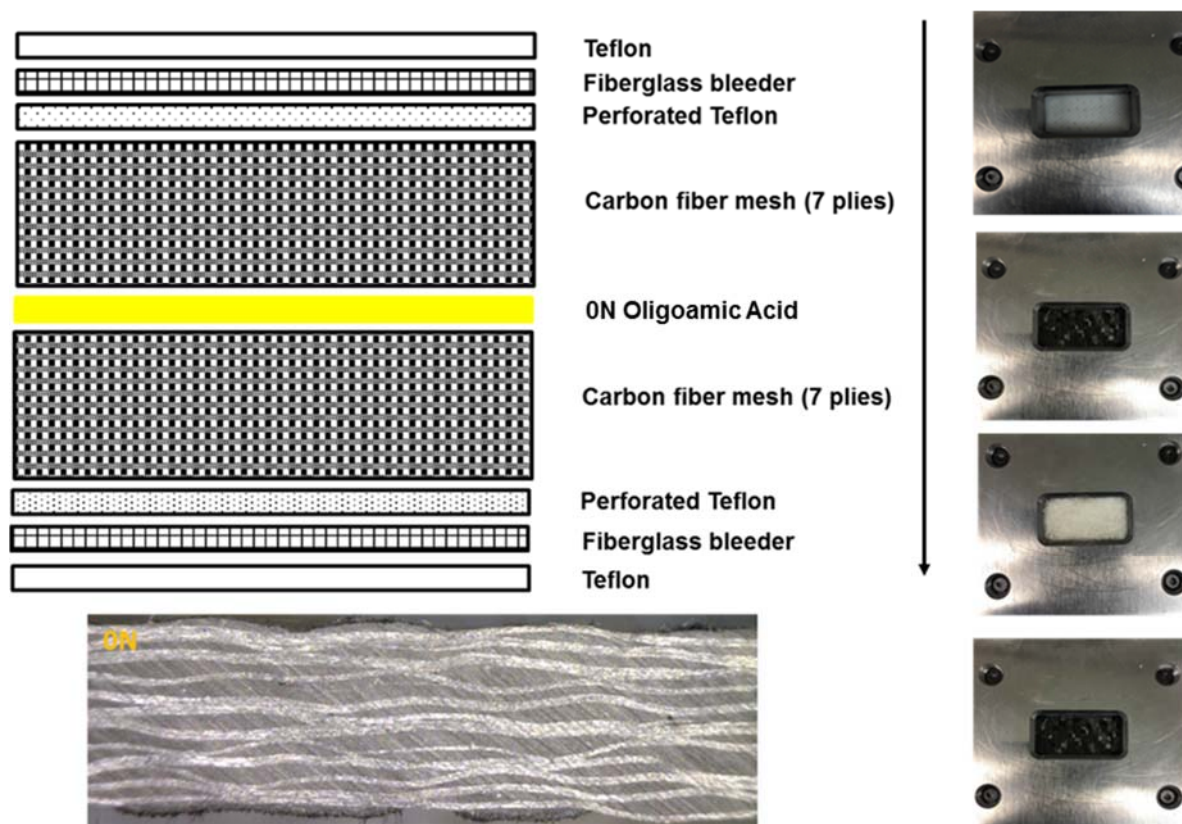 Teflon
Fiberglass bleeder
Perforated Teflon
Carbon fiber mesh (7 plies)
0N Oligoamic Acid
Carbon fiber mesh (7 plies)
Perforated Teflon
Fiberglass bleeder
Teflon
0N